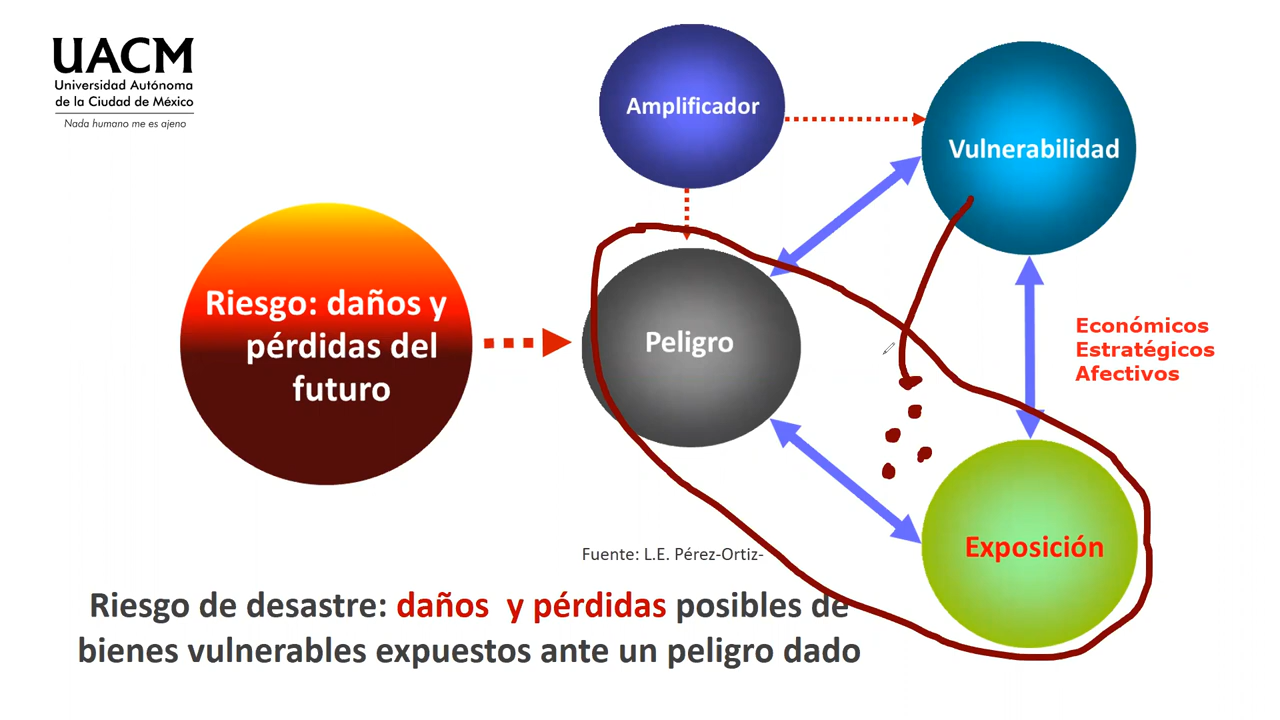 UACM
Universidad Autónoma
de la Ciudad de México
Nada humano me es ajeno
Amplificador
Vulnerabilidad
Riesgo: daños y
pérdidas del
futuro
Peligro
Económicos
Estratégicos
Afectivos
Exposición
Fuente: L.E. Pérez-Ortiz-
Riesgo de desastre: daños y pérdidas posibles de
bienes vulnerables expuestos ante un peligro dado